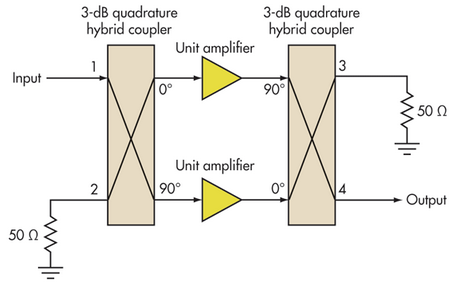 3-dB quadrature
hybrid coupler
3-dB quadrature
hybrid coupler
Unit amplifier
Input
1
0°
90°
3
50 Ω
Unit amplifier
2
90°
0°
4
Output
50 Ω